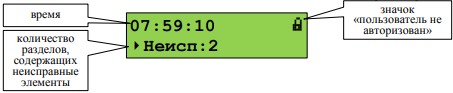 время
количество
разделов,
содержащих
неисправные
элементы
07:59:10
Неисп:2
значок
«пользователь не
авторизован»